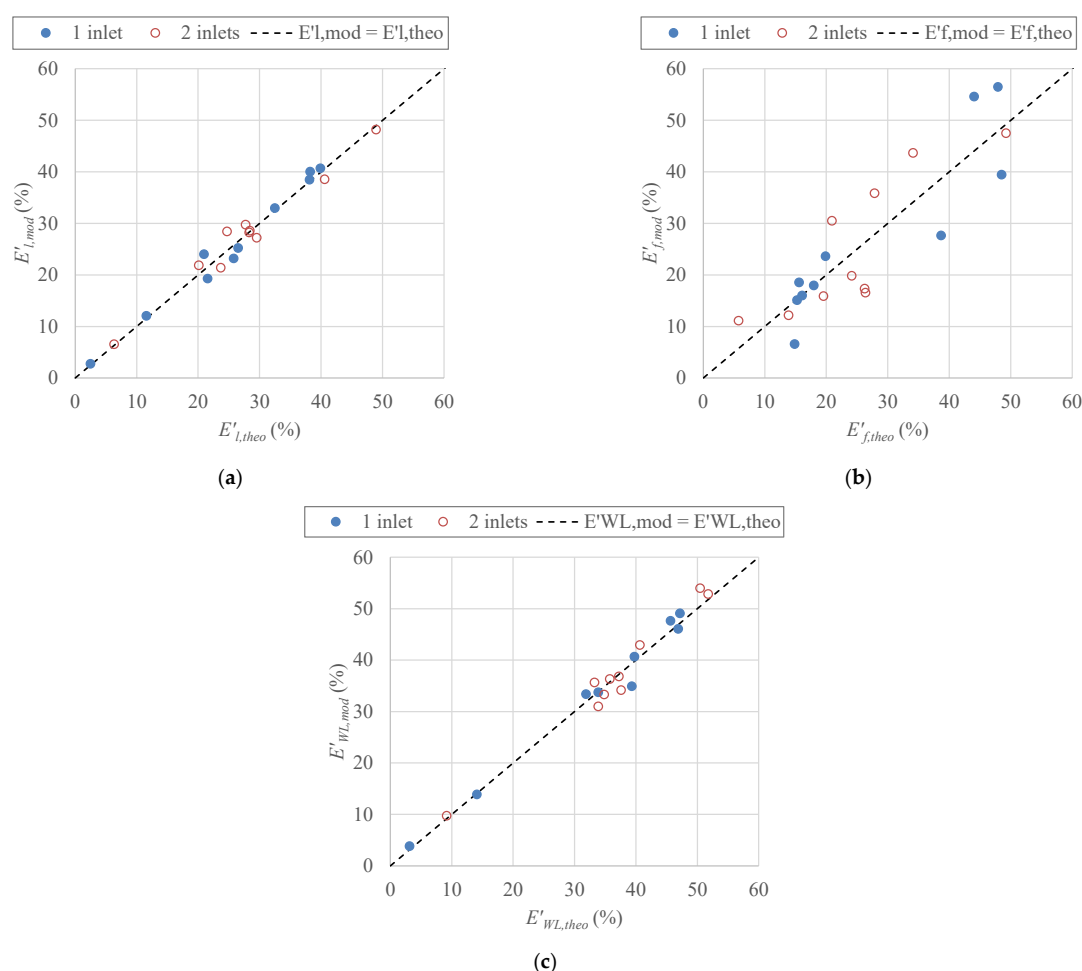 1 inlet 2 inlets E'l,mod = E'l,theo
60
50
40
30
20
10
0
E'l,mod (%)
0 10 20 30 40 50 60
E'l,theo (%)
(a)
1 inlet 2 inlets E'f,mod = E'f,theo
60
50
40
30
20
10
0
E'f,mod (%)
0 10 20 30 40 50 60
E'f,theo (%)
(b)
1 inlet 2 inlets E'WL,mod = E'WL,theo
60
50
40
30
20
10
0
E'WL,mod (%)
0 10 20 30 40 50 60
E'WL,theo (%)
(c)